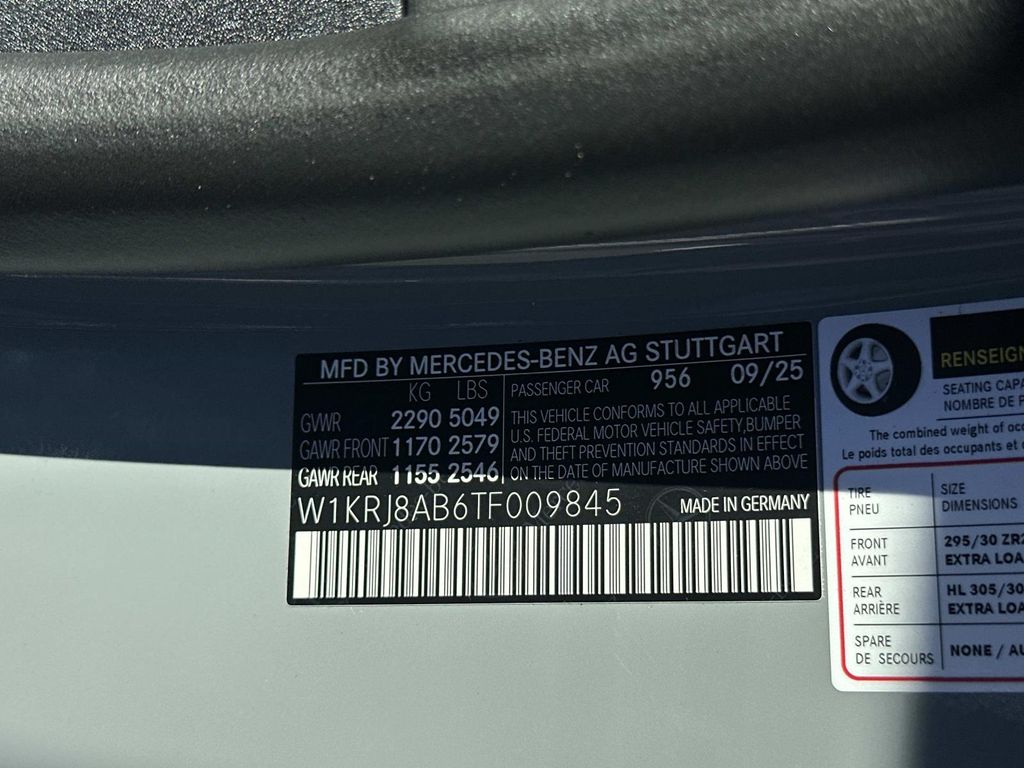 MFD BY MERCEDES-BENZ AG STUTTGART
KG LBS
GVWR 2290 5049
GAWR FRONT 1170 2579
GAWR REAR 1155 2546
PASSENGER CAR 956 09/25
THIS VEHICLE CONFORMS TO ALL APPLICABLE
U.S. FEDERAL MOTOR VEHICLE SAFETY,BUMPER
AND THEFT PREVENTION STANDARDS IN EFFECT
ON THE DATE OF MANUFACTURE SHOWN ABOVE
W1KRJ8AB6TF009845 MADE IN GERMANY
RENSEIGN
SEATING CAPA
NOMBRE DE P
The combined weight of occ
Le poids total des occupants et d
TIRE SIZE
PNEU DIMENSIONS
FRONT 295/30 ZR2
AVANT EXTRA LOA
REAR HL 305/30
ARRIÈRE EXTRA LOA
SPARE NONE / AU
DE SECOURS